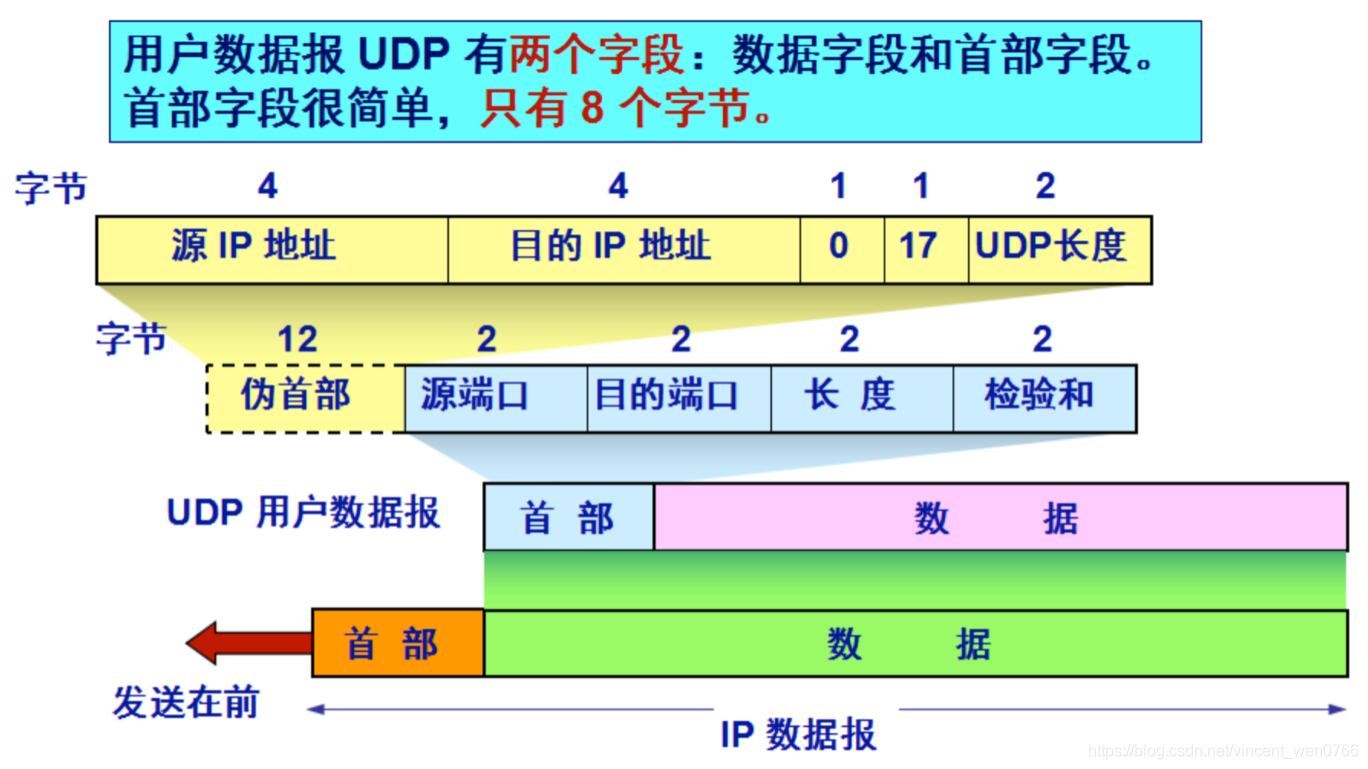 用户数据报 UDP 有两个字段：数据字段和首部字段。
首部字段很简单，只有 8 个字节。
字节 4 4 1 1 2
源 IP 地址 目的 IP 地址 0 17 UDP长度
字节 12 2 2 2 2
伪首部 源端口 目的端口 长 度 检验和
UDP 用户数据报 首 部 数 据
首 部 数 据
发送在前
IP 数据报
https://blog.csdn.net/vincent_wen0766